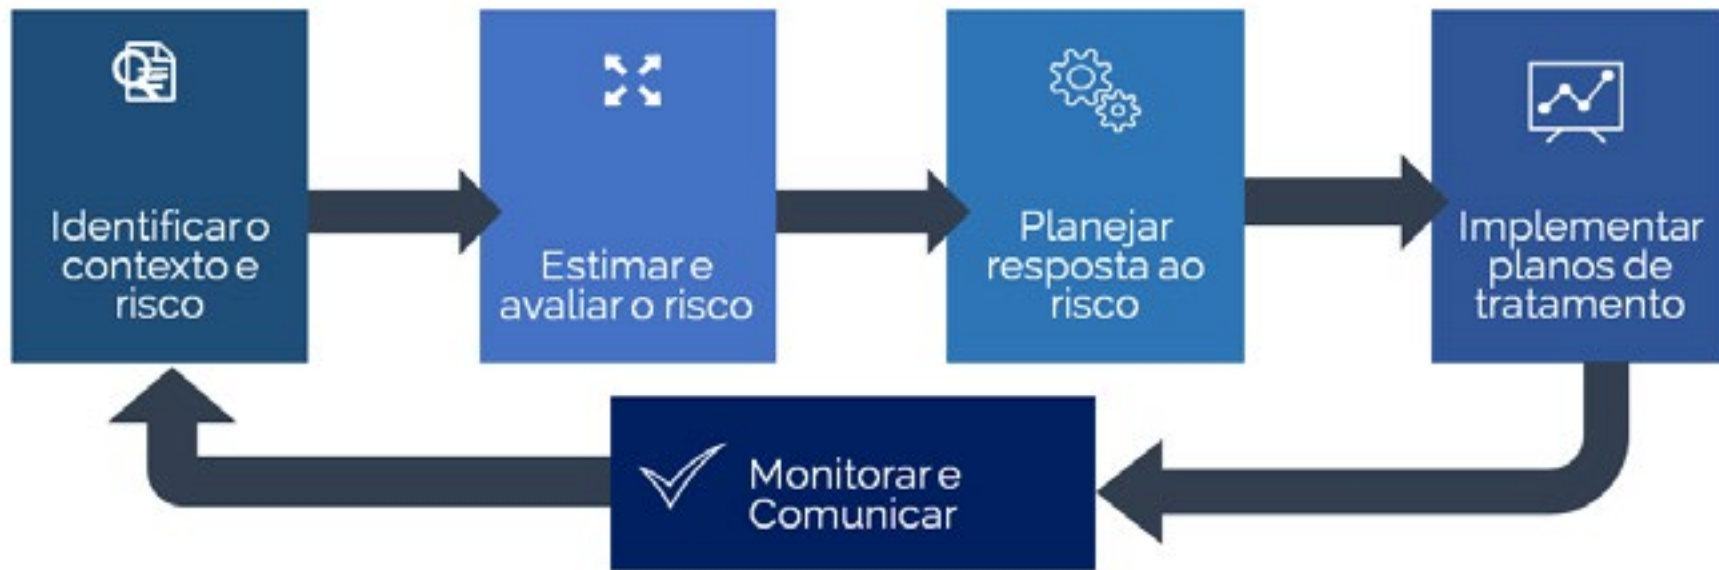 Identificar o
contexto e
risco
Estimar e
avaliar o risco
Planejar
resposta ao
risco
Implementar
planos de
tratamento
Monitorar e
Comunicar